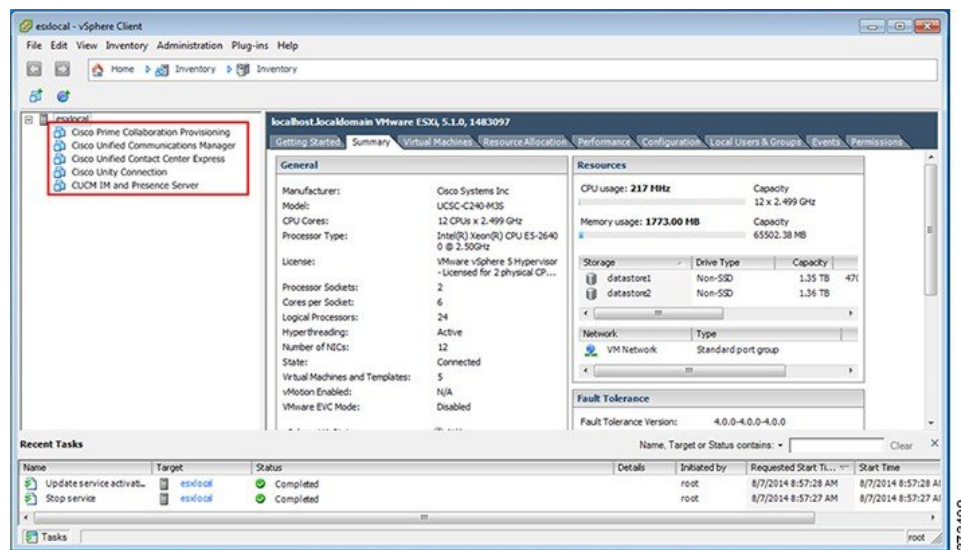 esxlocal - vSphere Client
File Edit View Inventory Administration Plug-ins Help
Home Inventory Inventory
esxlocal
Cisco Prime Collaboration Provisioning
Cisco Unified Communications Manager
Cisco Unified Contact Center Express
Cisco Unity Connection
CUCM IM and Presence Server
localhost.localdomain VMware ESXi, 5.1.0, 1483097
Getting Started Summary Virtual Machines Resource Allocation Performance Configuration Local Users & Groups Events Permissions
General
Manufacturer: Cisco Systems Inc
Model: UCSC-C240-M3S
CPU Cores: 12 CPUs x 2.499 GHz
Processor Type: Intel(R) Xeon(R) CPU E5-2640
0 @ 2.50GHz
License: VMware vSphere 5 Hypervisor
- Licensed for 2 physical CP...
Processor Sockets: 2
Cores per Socket: 6
Logical Processors: 24
Hyperthreading: Active
Number of NICs: 12
State: Connected
Virtual Machines and Templates: 5
vMotion Enabled: N/A
VMware EVC Mode: Disabled
Resources
CPU usage: 217 MHz Capacity
12 x 2.499 GHz
Memory usage: 1773.00 MB Capacity
65502.38 MB
Storage Drive Type Capacity
datastore1 Non-SSD 1.35 TB 470
datastore2 Non-SSD 1.36 TB
Network Type
VM Network Standard port group
Fault Tolerance
Fault Tolerance Version: 4.0.0-4.0.0-4.0.0
Recent Tasks
Name, Target or Status contains: Clear
Name Target Status Details Initiated by Requested Start Ti... Start Time
Update service activati... esxlocal Completed root 8/7/2014 8:57:28 AM 8/7/2014 8:57:28 AM
Stop service esxlocal Completed root 8/7/2014 8:57:27 AM 8/7/2014 8:57:27 AM
Tasks root